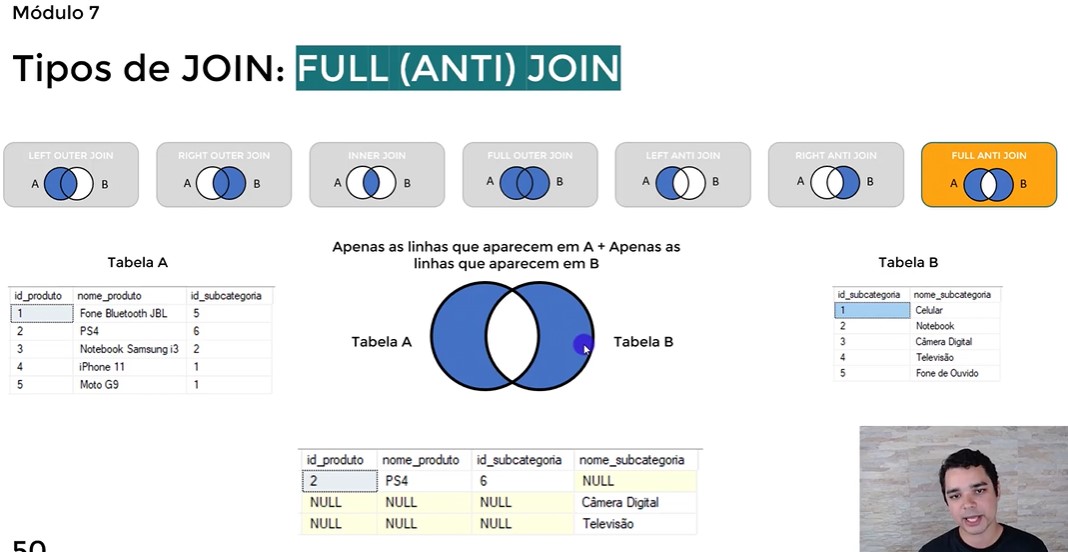 Módulo 7
Tipos de JOIN: FULL (ANTI) JOIN
LEFT OUTER JOIN
A B
RIGHT OUTER JOIN
A B
INNER JOIN
A B
FULL OUTER JOIN
A B
LEFT ANTI JOIN
A B
RIGHT ANTI JOIN
A B
FULL ANTI JOIN
A B
Apenas as linhas que aparecem em A + Apenas as
linhas que aparecem em B
Tabela A
id_produto nome_produto id_subcategoria
1 Fone Bluetooth JBL 5
2 PS4 6
3 Notebook Samsung i3 2
4 iPhone 11 1
5 Moto G9 1
Tabela A
Tabela B
Tabela B
id_subcategoria nome_subcategoria
1 Celular
2 Notebook
3 Câmera Digital
4 Televisão
5 Fone de Ouvido
id_produto nome_produto id_subcategoria nome_subcategoria
2 PS4 6 NULL
NULL NULL NULL Câmera Digital
NULL NULL NULL Televisão
50